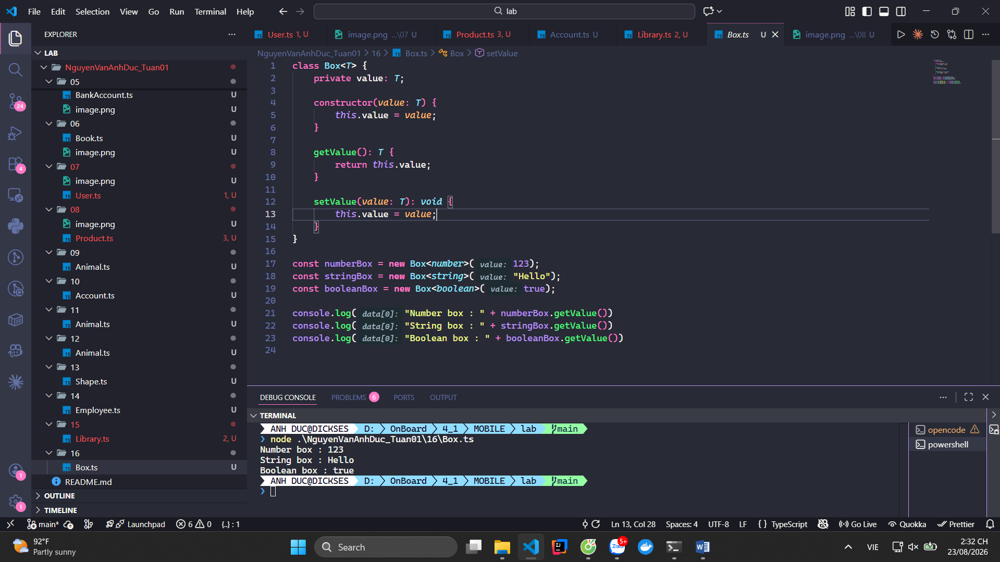 File Edit Selection View Go Run Terminal Help
lab
EXPLORER
LAB
NguyenVanAnhDuc_Tuan01
05
BankAccount.ts U
image.png U
06
Book.ts U
image.png U
07
image.png U
User.ts 1, U
08
image.png U
Product.ts 3, U
09
Animal.ts U
10
Account.ts U
11
Animal.ts U
12
Animal.ts U
13
Shape.ts U
14
Employee.ts U
15
Library.ts 2, U
16
Box.ts U
README.md
OUTLINE
TIMELINE
24
4
1
1
User.ts 1, U
image.png ...\07 U
Product.ts 3, U
Account.ts U
Library.ts 2, U
Box.ts U
image.png ...\08 U
NguyenVanAnhDuc_Tuan01 > 16 > Box.ts > Box > setValue
1 class Box<T> {
2 private value: T;
3
4 constructor(value: T) {
5 this.value = value;
6 }
7
8 getValue(): T {
9 return this.value;
10 }
11
12 setValue(value: T): void {
13 this.value = value;
14 }
15 }
16
17 const numberBox = new Box<number>( value: 123);
18 const stringBox = new Box<string>( value: "Hello");
19 const booleanBox = new Box<boolean>( value: true);
20
21 console.log( data[0]: "Number box : " + numberBox.getValue())
22 console.log( data[0]: "String box : " + stringBox.getValue())
23 console.log( data[0]: "Boolean box : " + booleanBox.getValue())
24
DEBUG CONSOLE PROBLEMS 6 PORTS OUTPUT
TERMINAL
ANH DUC@DICKSES D: OnBoard 4_1 MOBILE lab main
❯ node .\NguyenVanAnhDuc_Tuan01\16\Box.ts
Number box : 123
String box : Hello
Boolean box : true
ANH DUC@DICKSES D: OnBoard 4_1 MOBILE lab main
❯
opencode
powershell
main* Launchpad 6 0 {..} : 1
Ln 13, Col 28 Spaces: 4 UTF-8 LF {} TypeScript Go Live Quokka Prettier
92°F
Partly sunny
Search
Zalo 5+
VIE
2:32 CH
23/08/2026